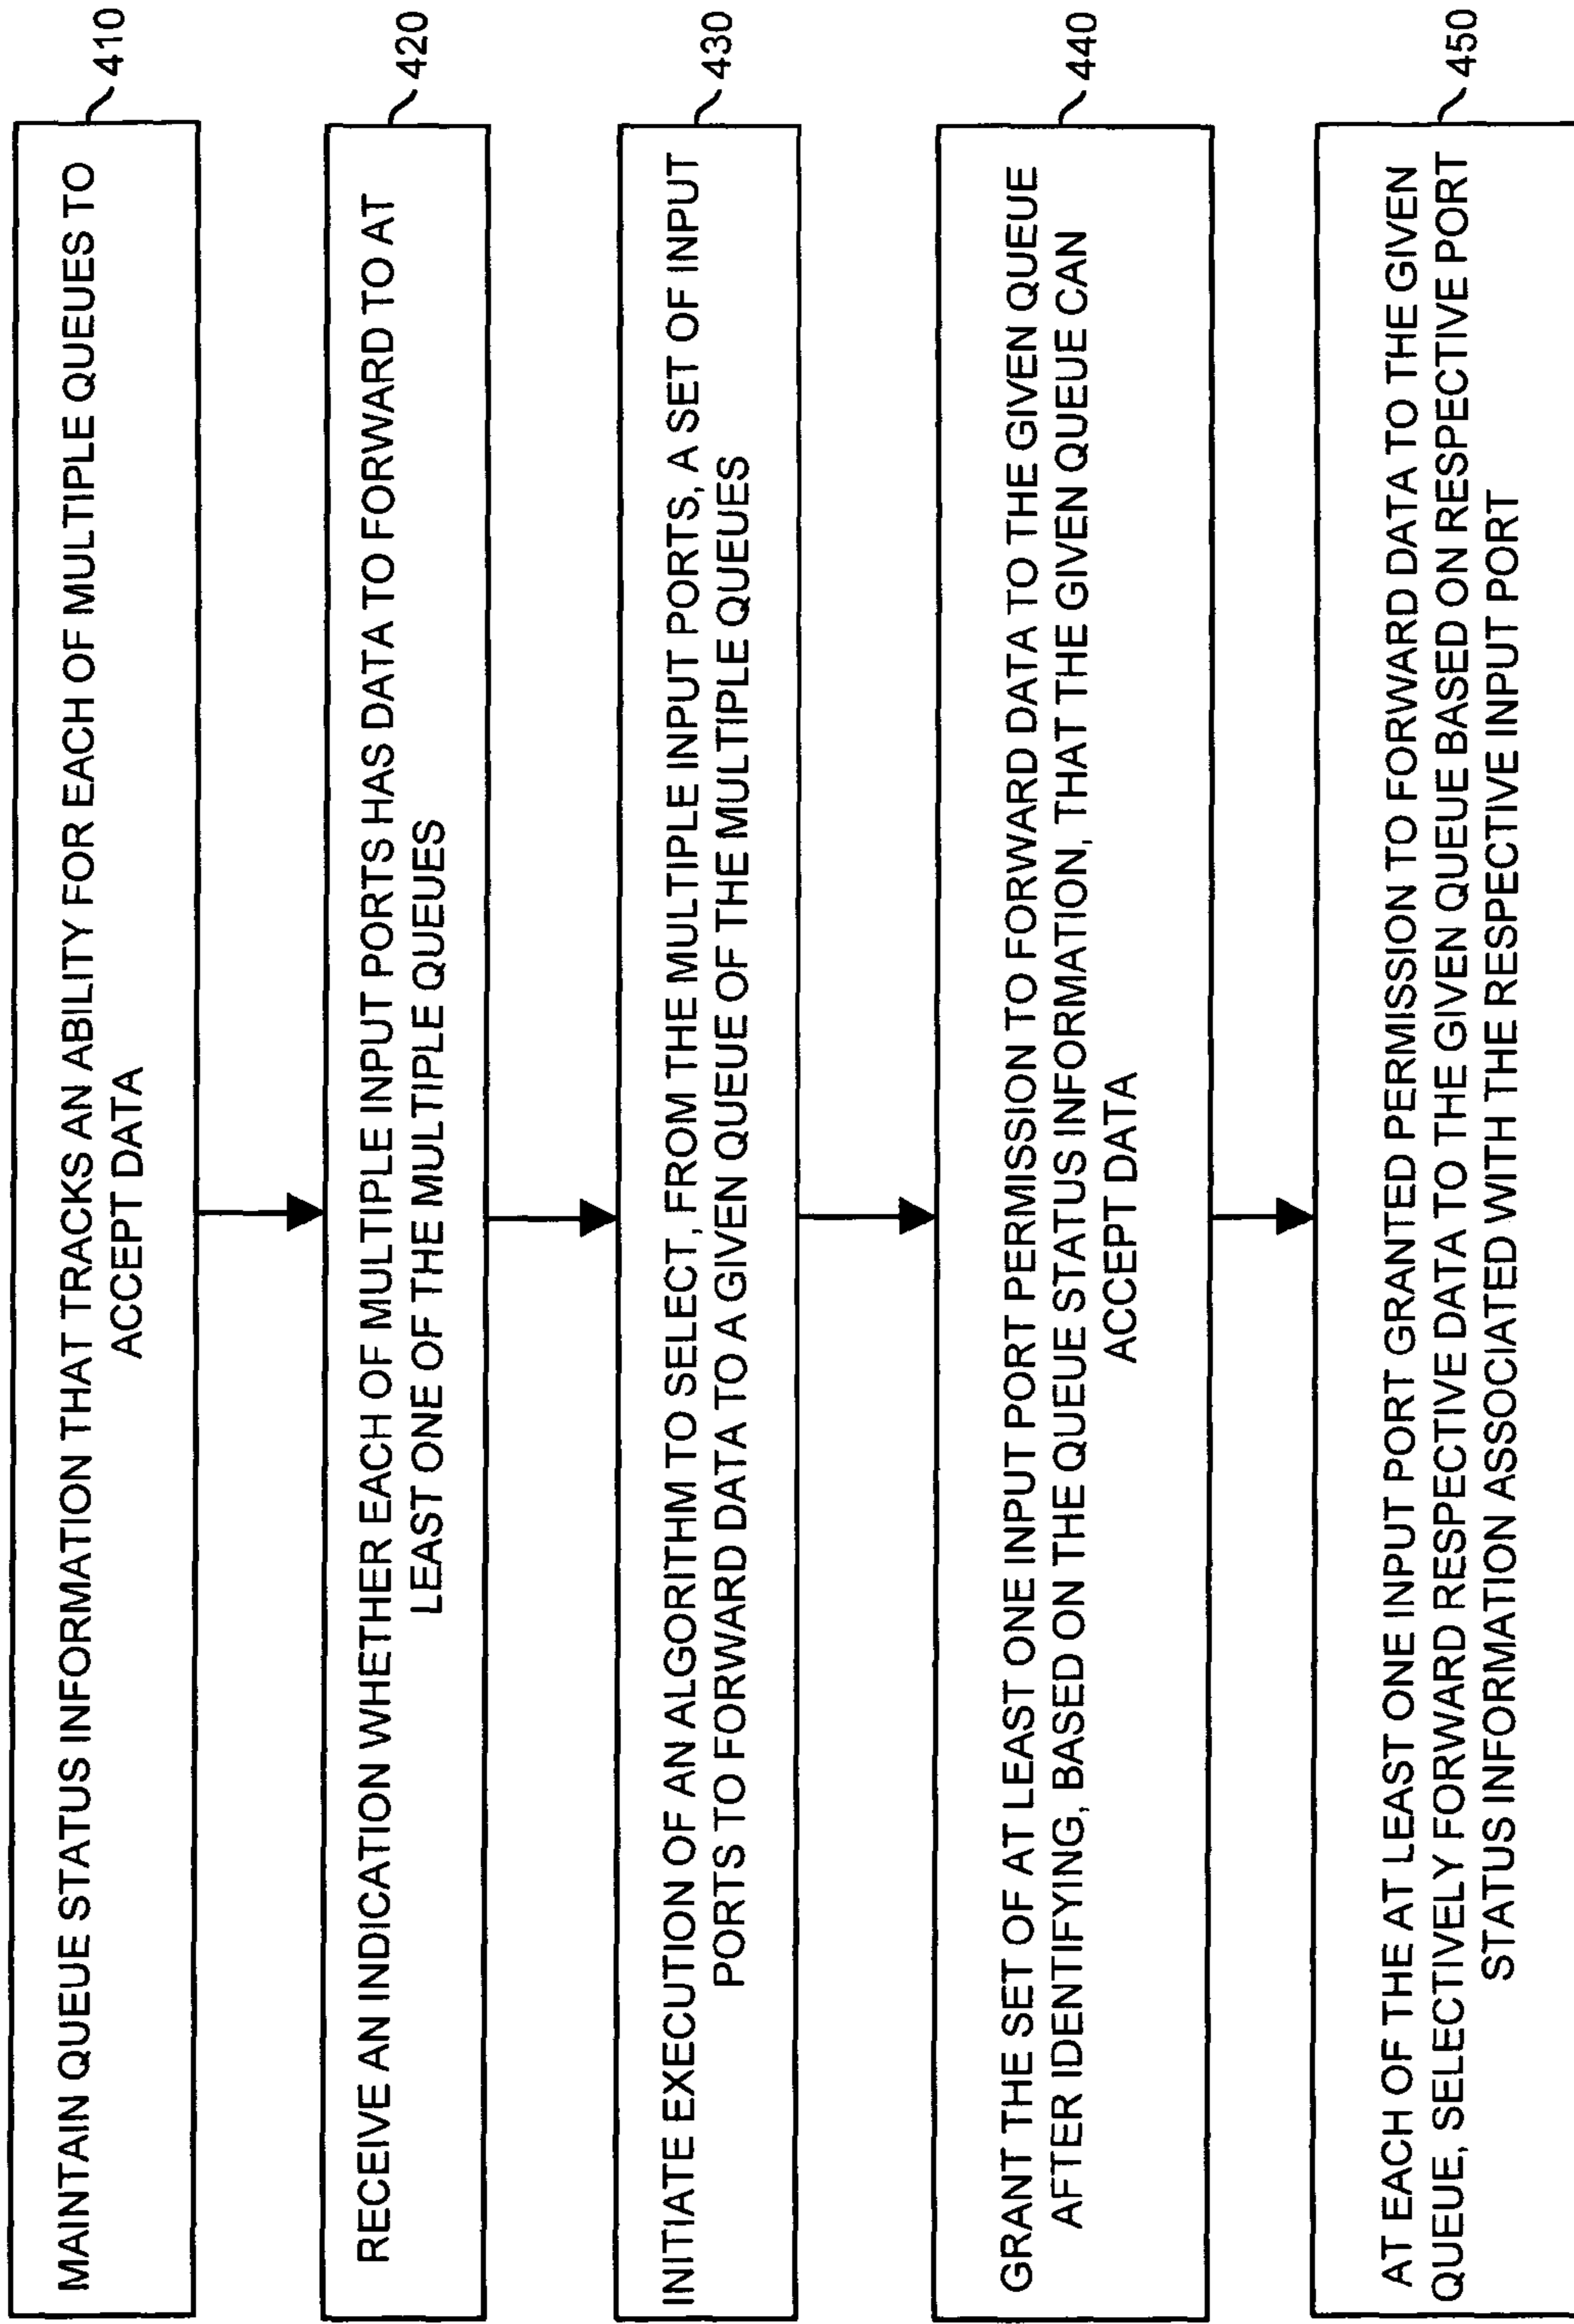 MAINTAIN QUEUE STATUS INFORMATION THAT TRACKS AN ABILITY FOR EACH OF MULTIPLE QUEUES TO
ACCEPT DATA
410
RECEIVE AN INDICATION WHETHER EACH OF MULTIPLE INPUT PORTS HAS DATA TO FORWARD TO AT
LEAST ONE OF THE MULTIPLE QUEUES
420
INITIATE EXECUTION OF AN ALGORITHM TO SELECT, FROM THE MULTIPLE INPUT PORTS, A SET OF INPUT
PORTS TO FORWARD DATA TO A GIVEN QUEUE OF THE MULTIPLE QUEUES
430
GRANT THE SET OF AT LEAST ONE INPUT PORT PERMISSION TO FORWARD DATA TO THE GIVEN QUEUE
AFTER IDENTIFYING, BASED ON THE QUEUE STATUS INFORMATION, THAT THE GIVEN QUEUE CAN
ACCEPT DATA
440
AT EACH OF THE AT LEAST ONE INPUT PORT GRANTED PERMISSION TO FORWARD DATA TO THE GIVEN
QUEUE, SELECTIVELY FORWARD RESPECTIVE DATA TO THE GIVEN QUEUE BASED ON RESPECTIVE PORT
STATUS INFORMATION ASSOCIATED WITH THE RESPECTIVE INPUT PORT
450